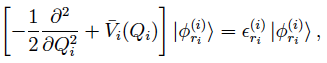 $$\left[ -\frac{1}{2} \frac{\partial^2}{\partial Q_i^2} + \bar{V}_i(Q_i) \right] |\phi_{r_i}^{(i)}\rangle = \epsilon_{r_i}^{(i)} |\phi_{r_i}^{(i)}\rangle \, ,$$